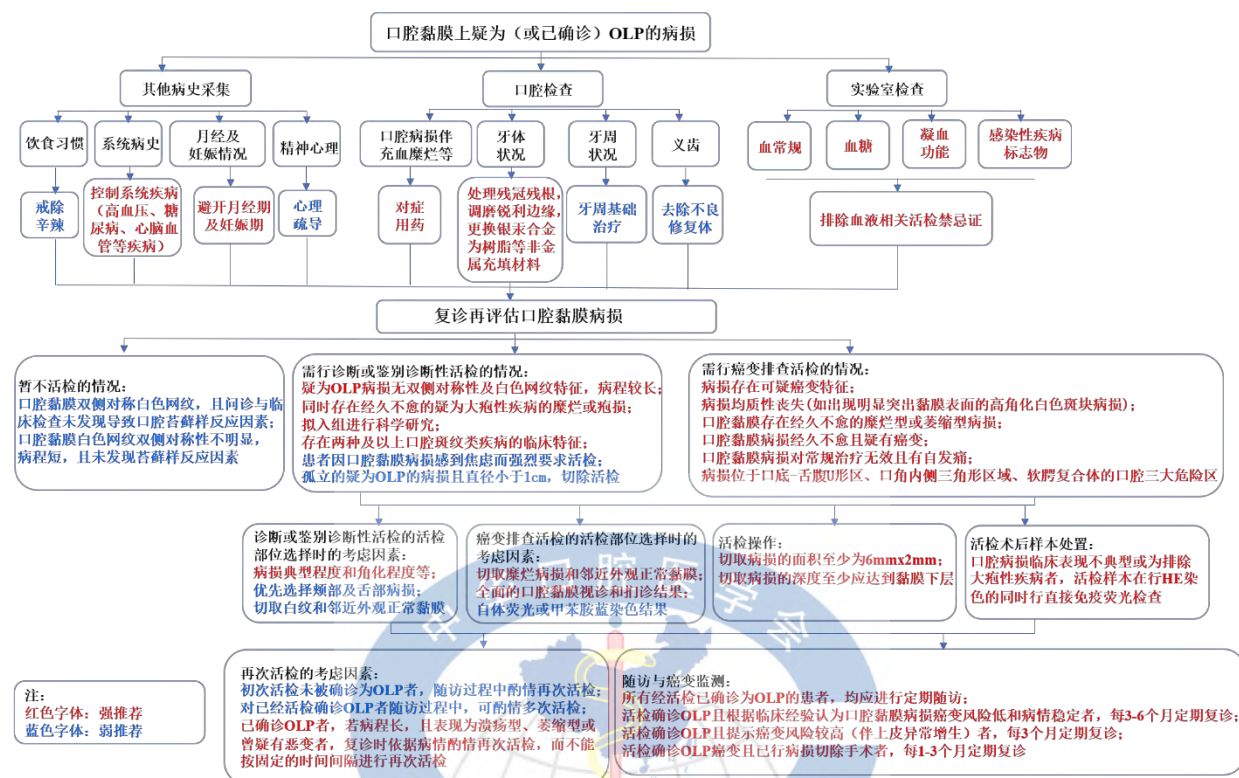 口腔黏膜上疑为（或已确诊）OLP的病损
其他病史采集
口腔检查
实验室检查
饮食习惯
系统病史
月经及
妊娠情况
精神心理
口腔病损伴
充血糜烂等
牙体
状况
牙周
状况
义齿
血常规
血糖
凝血
功能
感染性疾病
标志物
戒除
辛辣
控制系统疾病
（高血压、糖
尿病、心脑血
管等疾病）
避开月经期
及妊娠期
心理
疏导
对症
用药
处理残冠残根，
调磨锐利边缘，
更换银汞合金
为树脂等非金
属充填材料
牙周基础
治疗
去除不良
修复体
排除血液相关活检禁忌证
复诊再评估口腔黏膜病损
暂不活检的情况：
口腔黏膜双侧对称白色网纹，且问诊与临
床检查未发现导致口腔苔藓样反应因素；
口腔黏膜白色网纹双侧对称性不明显，
病程短，且未发现苔藓样反应因素
需行诊断或鉴别诊断性活检的情况：
疑为OLP病损无双侧对称性及白色网纹特征，病程较长；
同时存在经久不愈的疑为大疱性疾病的糜烂或疱损；
拟入组进行科学研究；
存在两种及以上口腔斑纹类疾病的临床特征；
患者因口腔黏膜病损感到焦虑而强烈要求活检；
孤立的疑为OLP的病损且直径小于1cm，切除活检
需行癌变排查活检的情况：
病损存在可疑癌变特征；
病损均质性丧失(如出现明显突出黏膜表面的高角化白色斑块病损)；
口腔黏膜存在经久不愈的糜烂型或萎缩型病损；
口腔黏膜病损经久不愈且疑有癌变；
口腔黏膜病损对常规治疗无效且有自发痛；
病损位于口底-舌腹U形区、口角内侧三角形区域、软腭复合体的口腔三大危险区
诊断或鉴别诊断性活检的活检
部位选择时的考虑因素：
病损典型程度和角化程度等；
优先选择颊部及舌部病损；
切取白纹和邻近外观正常黏膜
癌变排查活检的活检部位选择时的
考虑因素：
切取糜烂病损和邻近外观正常黏膜；
全面的口腔黏膜视诊和扪诊结果；
自体荧光或甲苯胺蓝染色结果
活检操作：
切取病损的面积至少为6mmx2mm；
切取病损的深度至少应达到黏膜下层
活检术后样本处置：
口腔病损临床表现不典型或为排除
大疱性疾病者，活检样本在行HE染
色的同时行直接免疫荧光检查
再次活检的考虑因素：
初次活检未被确诊为OLP者，随访过程中酌情再次活检；
对已经活检确诊OLP者随访过程中，可酌情多次活检；
已确诊OLP者，若病程长，且表现为溃疡型、萎缩型或
曾疑有恶变者，复诊时依据病情酌情再次活检，而不能
按固定的时间间隔进行再次活检
随访与癌变监测：
所有经活检已确诊为OLP的患者，均应进行定期随访；
活检确诊OLP且根据临床经验认为口腔黏膜病损癌变风险低和病情稳定者，每3-6个月定期复诊；
活检确诊OLP且提示癌变风险较高（伴上皮异常增生）者，每3个月定期复诊；
活检确诊OLP癌变且已行病损切除手术者，每1-3个月定期复诊
注：
红色字体：强推荐
蓝色字体：弱推荐
中华口腔医学会